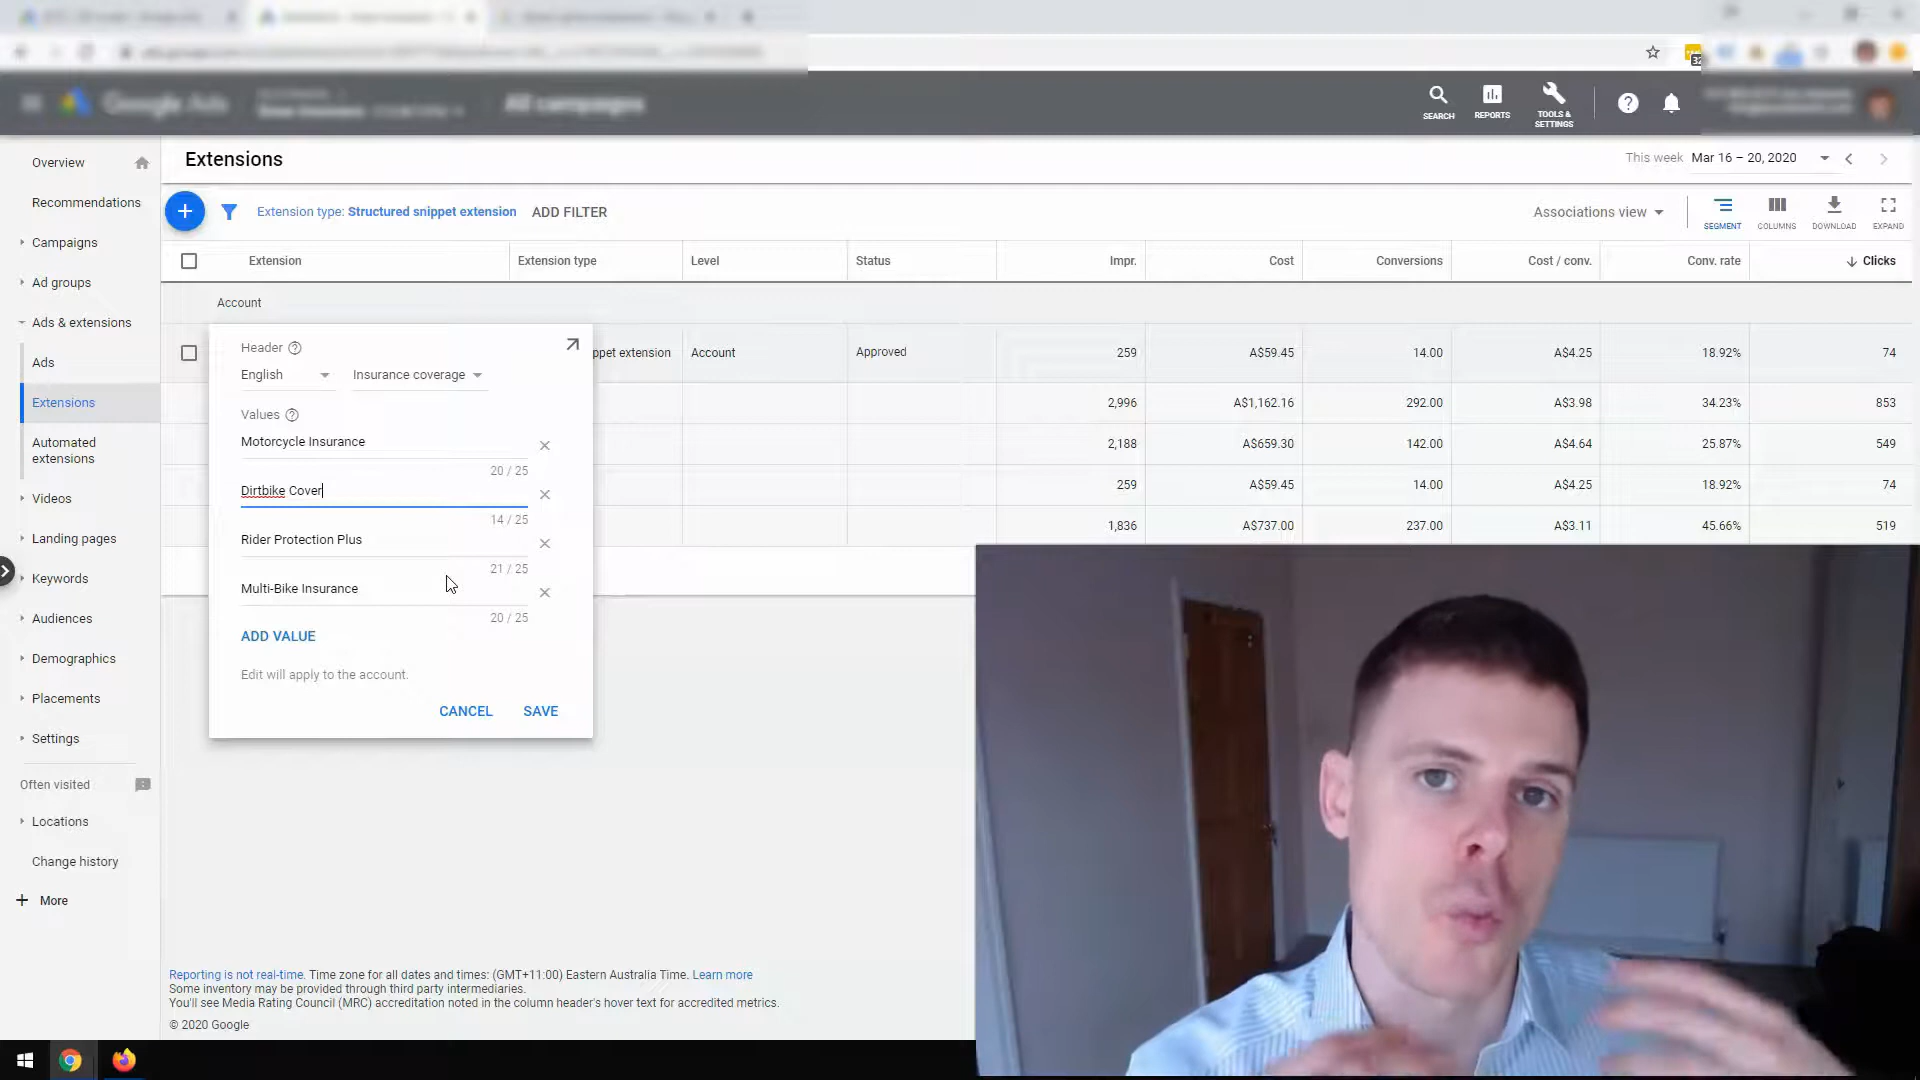 Google Ads
All campaigns
SEARCH
REPORTS
TOOLS &
SETTINGS
Overview
Recommendations
Campaigns
Ad groups
Ads & extensions
Ads
Extensions
Automated
extensions
Videos
Landing pages
Keywords
Audiences
Demographics
Placements
Settings
Often visited
Locations
Change history
More
Extensions
This week Mar 16 – 20, 2020
Extension type: Structured snippet extension ADD FILTER
Associations view
SEGMENT
COLUMNS
DOWNLOAD
EXPAND
Extension Extension type Level Status Impr. Cost Conversions Cost / conv. Conv. rate Clicks
Account
ppet extension Account Approved 259 A$59.45 14.00 A$4.25 18.92% 74
2,996 A$1,162.16 292.00 A$3.98 34.23% 853
2,188 A$659.30 142.00 A$4.64 25.87% 549
259 A$59.45 14.00 A$4.25 18.92% 74
1,836 A$737.00 237.00 A$3.11 45.66% 519
Header
English Insurance coverage
Values
Motorcycle Insurance
20 / 25
Dirtbike Cover
14 / 25
Rider Protection Plus
21 / 25
Multi-Bike Insurance
20 / 25
ADD VALUE
Edit will apply to the account.
CANCEL SAVE
Reporting is not real-time. Time zone for all dates and times: (GMT+11:00) Eastern Australia Time. Learn more
Some inventory may be provided through third party intermediaries.
You'll see Media Rating Council (MRC) accreditation noted in the column header's hover text for accredited metrics.
© 2020 Google